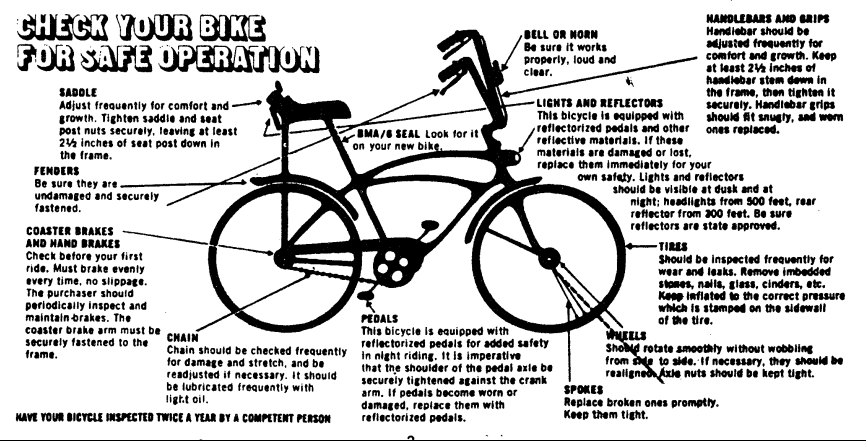 CHECK YOUR BIKE
FOR SAFE OPERATION
SADDLE
Adjust frequently for comfort and
growth. Tighten saddle and seat
post nuts securely, leaving at least
2½ inches of seat post down in
the frame.
FENDERS
Be sure they are
undamaged and securely
fastened.
COASTER BRAKES
AND HAND BRAKES
Check before your first
ride. Must brake evenly
every time, no slippage.
The purchaser should
periodically inspect and
maintain brakes. The
coaster brake arm must be
securely fastened to the
frame.
CHAIN
Chain should be checked frequently
for damage and stretch, and be
readjusted if necessary. It should
be lubricated frequently with
light oil.
HAVE YOUR BICYCLE INSPECTED TWICE A YEAR BY A COMPETENT PERSON
BMA/6 SEAL Look for it
on your new bike.
PEDALS
This bicycle is equipped with
reflectorized pedals for added safety
in night riding. It is imperative
that the shoulder of the pedal axle be
securely tightened against the crank
arm. If pedals become worn or
damaged, replace them with
reflectorized pedals.
BELL OR HORN
Be sure it works
properly, loud and
clear.
LIGHTS AND REFLECTORS
This bicycle is equipped with
reflectorized pedals and other
reflective materials. If these
materials are damaged or lost,
replace them immediately for your
own safety. Lights and reflectors
should be visible at dusk and at
night; headlights from 500 feet, rear
reflector from 300 feet. Be sure
reflectors are state approved.
HANDLEBARS AND GRIPS
Handlebar should be
adjusted frequently for
comfort and growth. Keep
at least 2½ inches of
handlebar stem down in
the frame, then tighten it
securely. Handlebar grips
should fit snugly, and worn
ones replaced.
TIRES
Should be inspected frequently for
wear and leaks. Remove imbedded
stones, nails, glass, cinders, etc.
Keep inflated to the correct pressure
which is stamped on the sidewall
of the tire.
WHEELS
Should rotate smoothly without wobbling
from side to side. If necessary, they should be
realigned. Axle nuts should be kept tight.
SPOKES
Replace broken ones promptly.
Keep them tight.